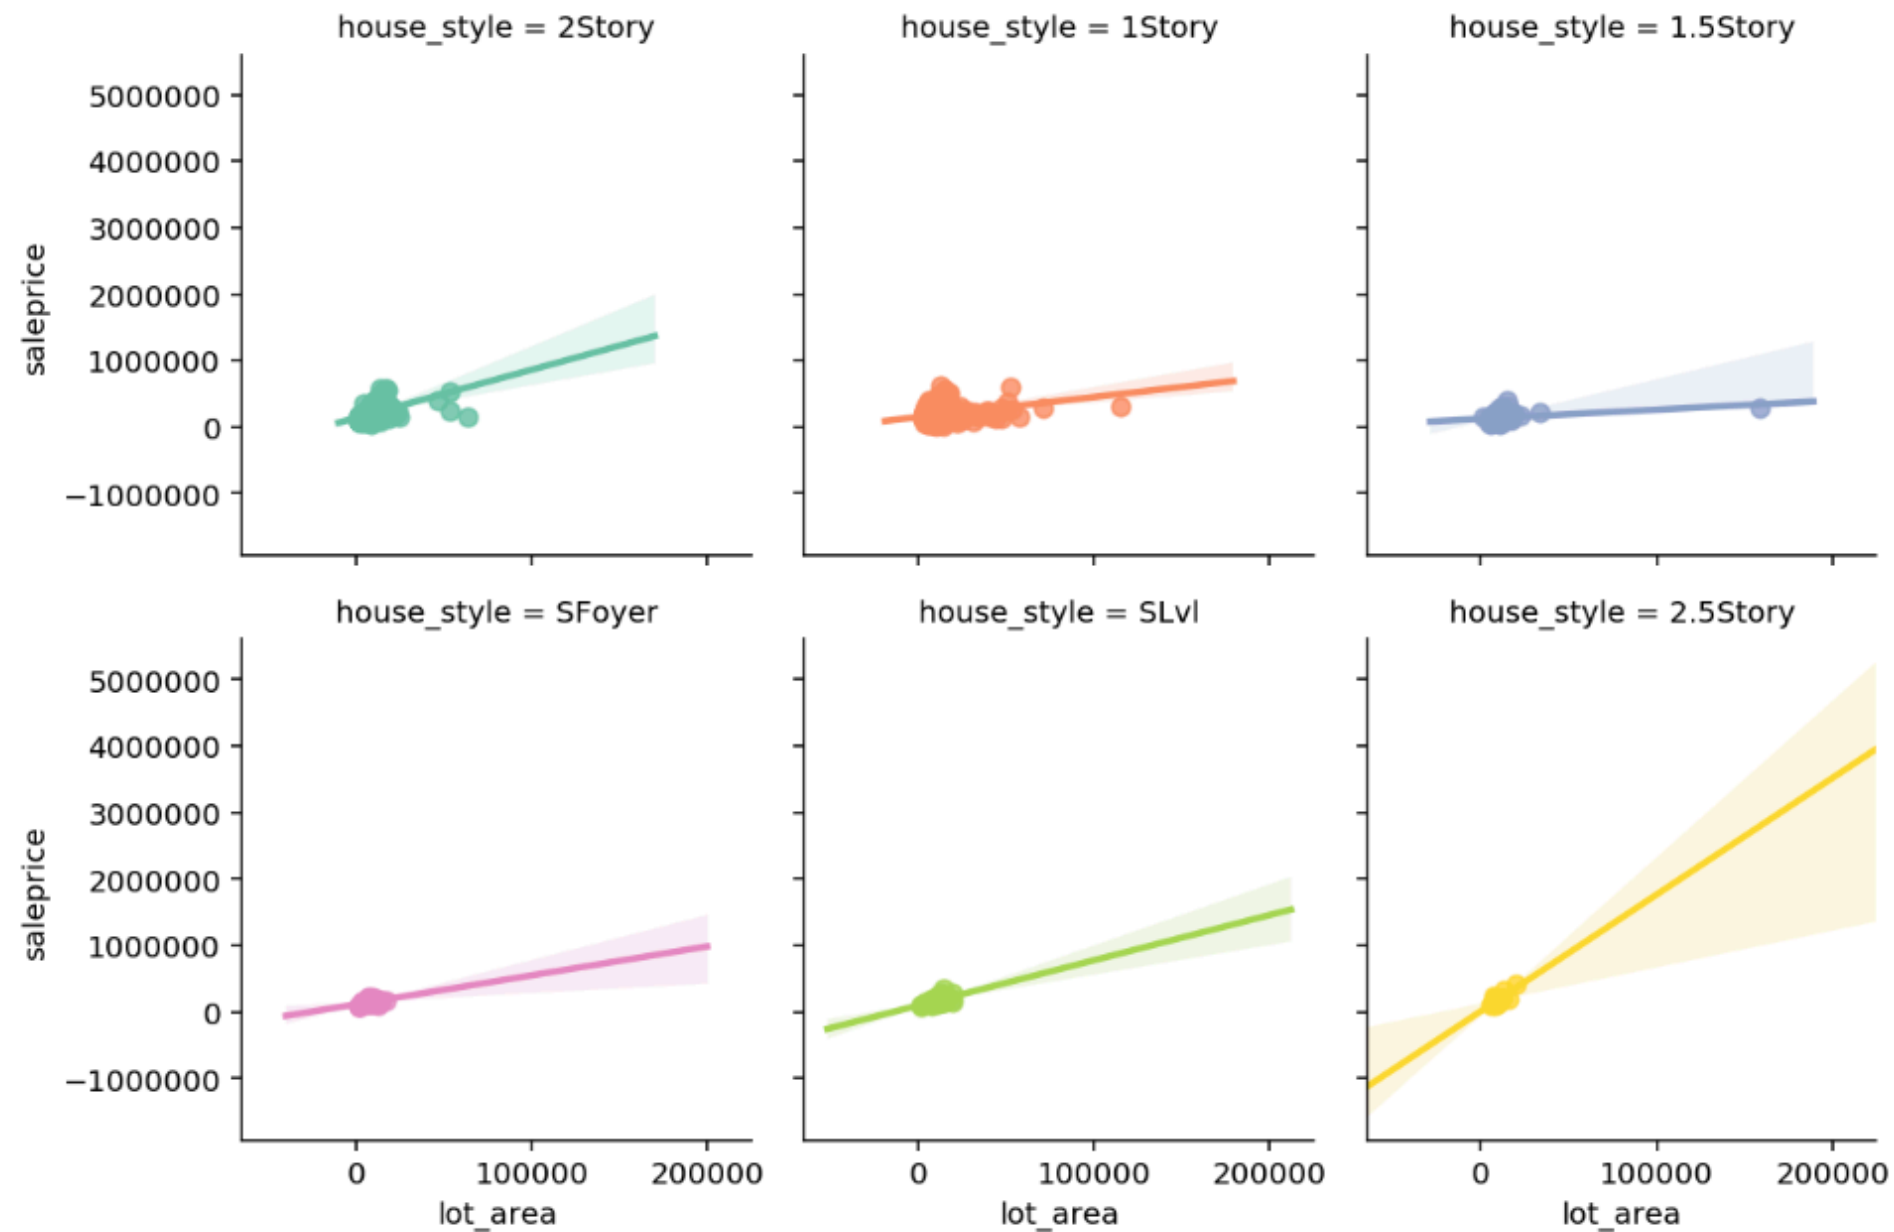 house_style = 2Story
house_style = 1Story
house_style = 1.5Story
saleprice
5000000
4000000
3000000
2000000
1000000
0
−1000000
house_style = SFoyer
house_style = SLvl
house_style = 2.5Story
saleprice
5000000
4000000
3000000
2000000
1000000
0
−1000000
0 100000 200000
0 100000 200000
0 100000 200000
lot_area
lot_area
lot_area